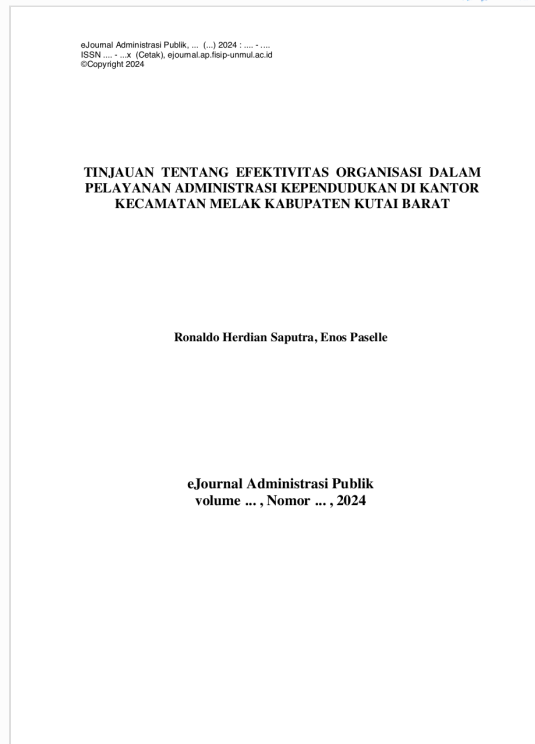 eJournal Administrasi Publik, ... (...) 2024 : .... - ....
ISSN .... - ...x (Cetak), ejournal.ap.fisip-unmul.ac.id
©Copyright 2024
TINJAUAN TENTANG EFEKTIVITAS ORGANISASI DALAM
PELAYANAN ADMINISTRASI KEPENDUDUKAN DI KANTOR
KECAMATAN MELAK KABUPATEN KUTAI BARAT
Ronaldo Herdian Saputra, Enos Paselle
eJournal Administrasi Publik
volume ... , Nomor ... , 2024